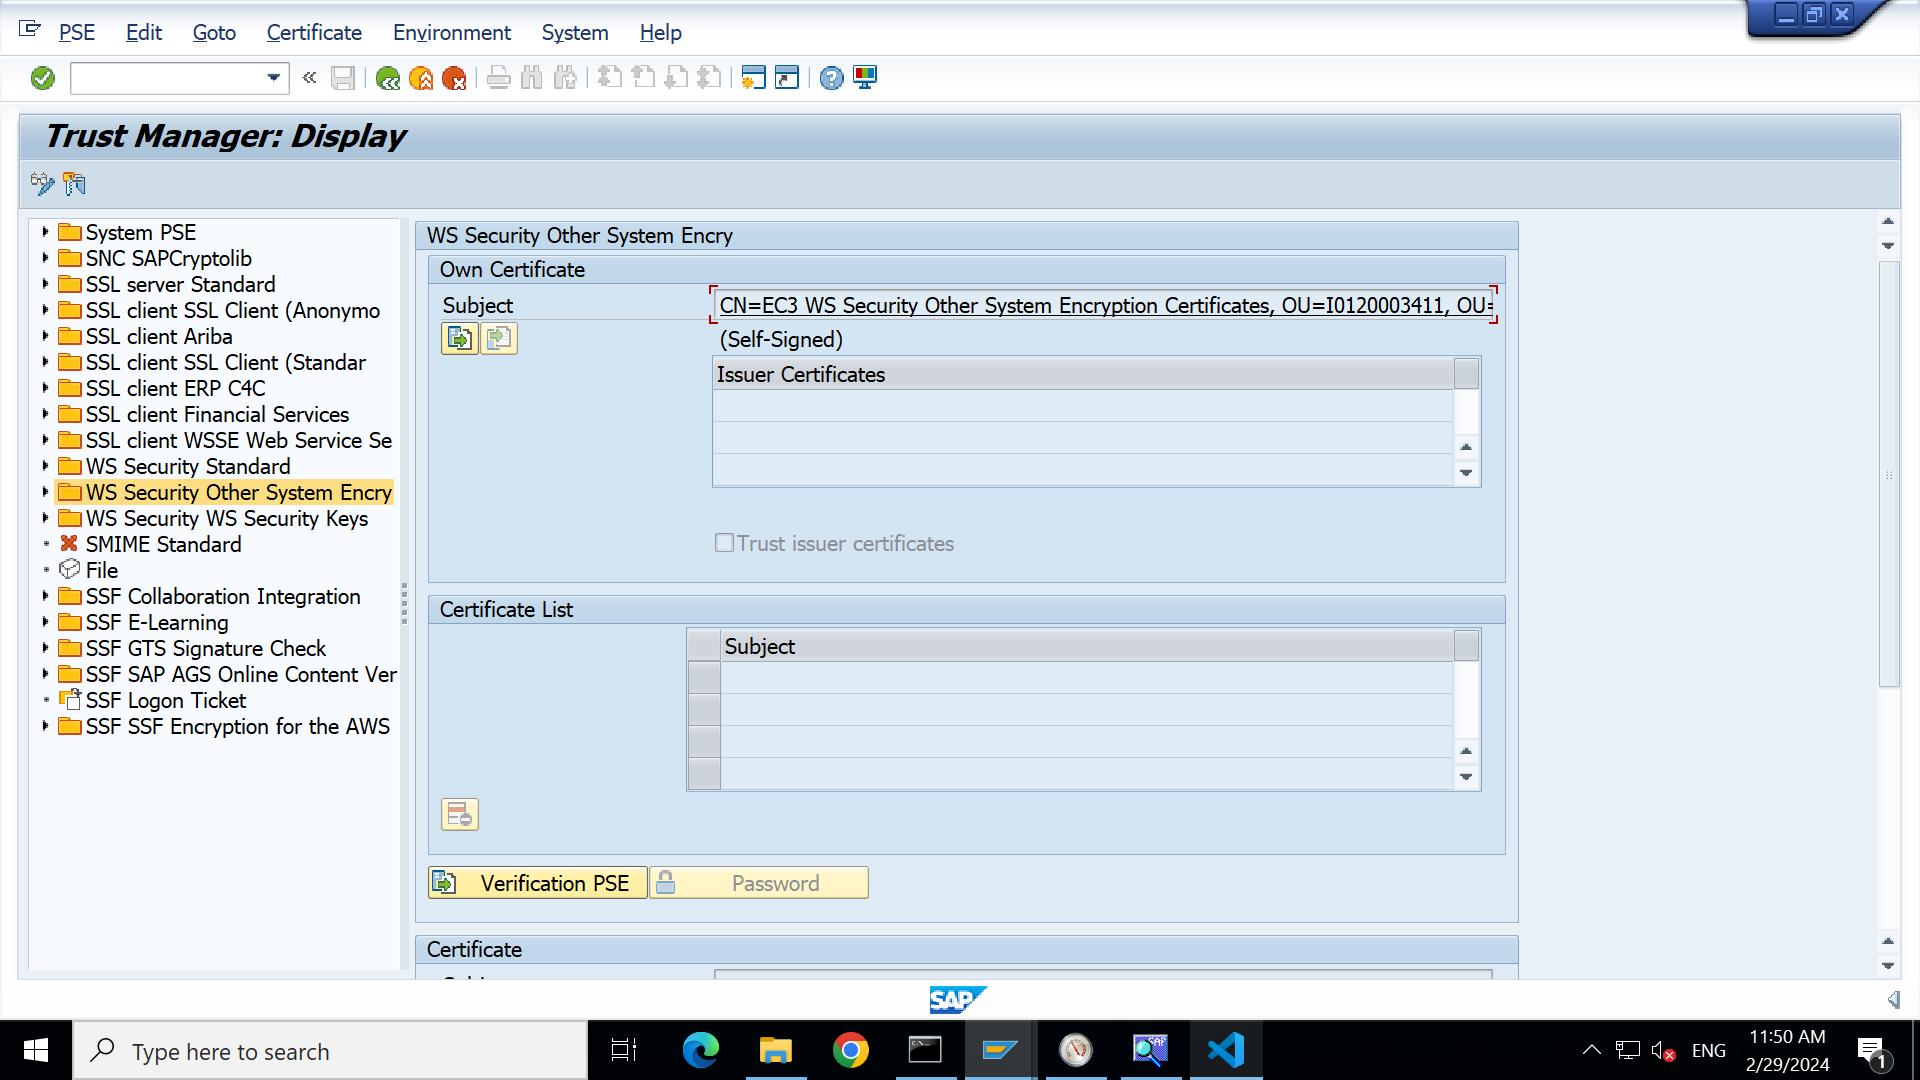 PSE Edit Goto Certificate Environment System Help
Trust Manager: Display
System PSE
SNC SAPCryptolib
SSL server Standard
SSL client SSL Client (Anonymo
SSL client Ariba
SSL client SSL Client (Standar
SSL client ERP C4C
SSL client Financial Services
SSL client WSSE Web Service Se
WS Security Standard
WS Security Other System Encry
WS Security WS Security Keys
SMIME Standard
File
SSF Collaboration Integration
SSF E-Learning
SSF GTS Signature Check
SSF SAP AGS Online Content Ver
SSF Logon Ticket
SSF SSF Encryption for the AWS
WS Security Other System Encry
Own Certificate
Subject CN=EC3 WS Security Other System Encryption Certificates, OU=I0120003411, OU=
(Self-Signed)
Issuer Certificates
Trust issuer certificates
Certificate List
Subject
Verification PSE Password
Certificate
SAP
Type here to search
ENG
11:50 AM
2/29/2024
1